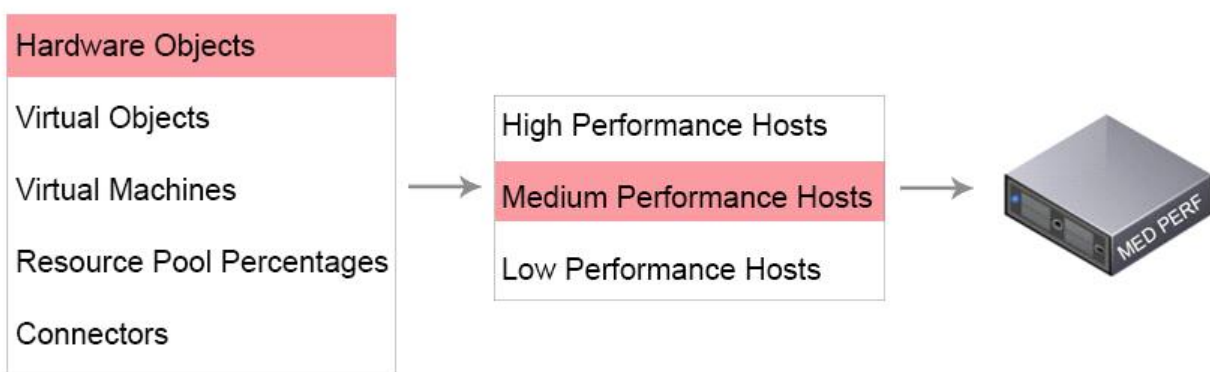 Hardware Objects
Virtual Objects
Virtual Machines
Resource Pool Percentages
Connectors
High Performance Hosts
Medium Performance Hosts
Low Performance Hosts
MED PERF